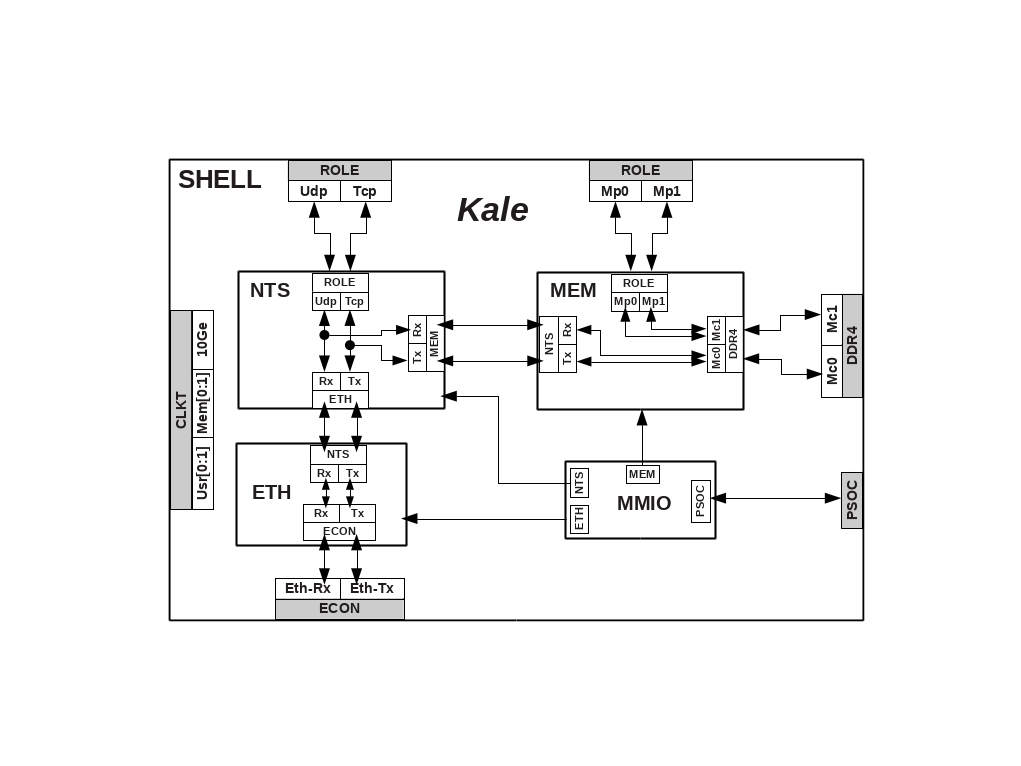 ROLE
Udp Tcp
SHELL
Kale
ROLE
Mp0 Mp1
NTS
ROLE
Udp Tcp
Rx
Tx
MEM
Rx Tx
ETH
MEM
ROLE
Mp0 Mp1
NTS
Rx
Tx
Mc1
Mc0
DDR4
Mc1
Mc0
DDR4
CLKT
10Ge
Mem[0:1]
Usr[0:1]
ETH
NTS
Rx Tx
Rx Tx
ECON
MMIO
NTS
MEM
ETH
PSOC
PSOC
Eth-Rx Eth-Tx
ECON